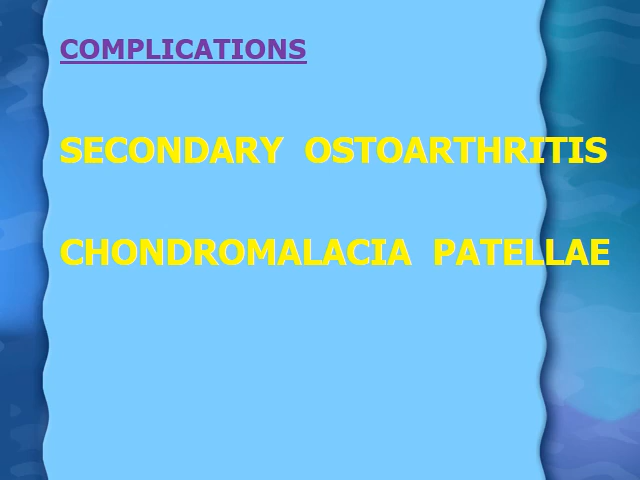 COMPLICATIONS
SECONDARY OSTOARTHRITIS
CHONDROMALACIA PATELLAE